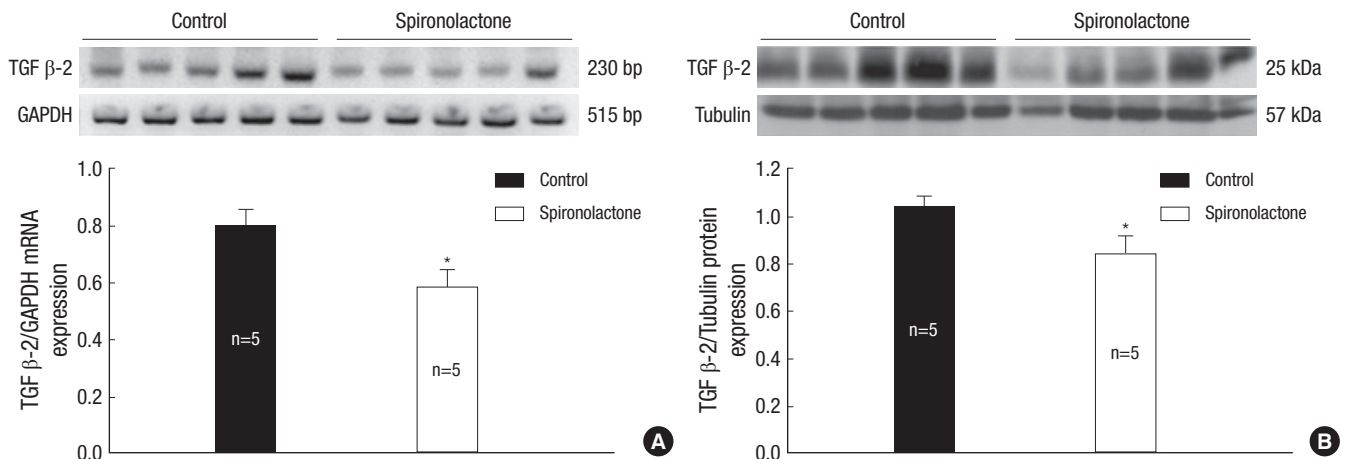 Control Spironolactone
TGF β-2 230 bp
GAPDH 515 bp
1.0
0.8
0.6
0.4
0.2
0.0
TGF β-2/GAPDH mRNA
expression
Control
Spironolactone
*
n=5
n=5
A
Control Spironolactone
TGF β-2 25 kDa
Tubulin 57 kDa
1.2
1.0
0.8
0.6
0.4
0.2
0.0
TGF β-2/Tubulin protein
expression
Control
Spironolactone
*
n=5
n=5
B